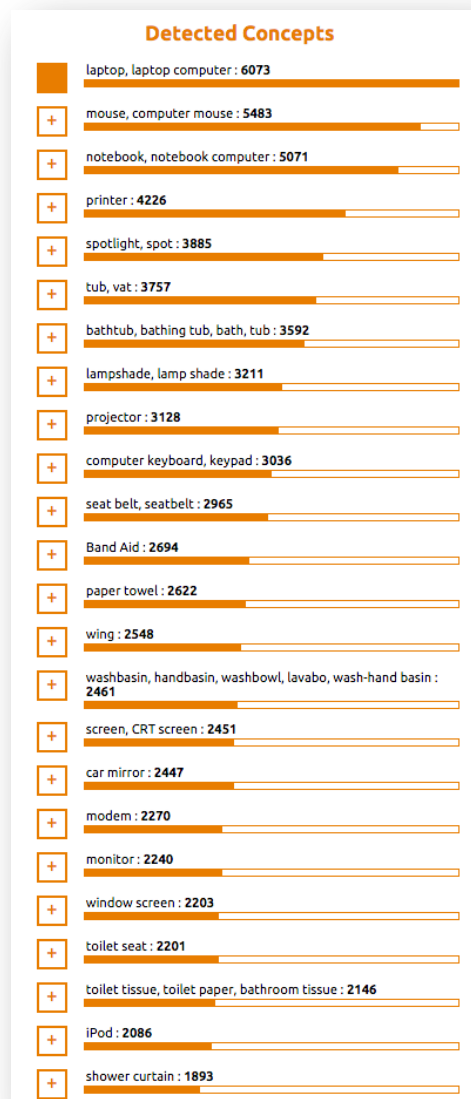 Detected Concepts
laptop, laptop computer : 6073
+ mouse, computer mouse : 5483
+ notebook, notebook computer : 5071
+ printer : 4226
+ spotlight, spot : 3885
+ tub, vat : 3757
+ bathtub, bathing tub, bath, tub : 3592
+ lampshade, lamp shade : 3211
+ projector : 3128
+ computer keyboard, keypad : 3036
+ seat belt, seatbelt : 2965
+ Band Aid : 2694
+ paper towel : 2622
+ wing : 2548
+ washbasin, handbasin, washbowl, lavabo, wash-hand basin :
2461
+ screen, CRT screen : 2451
+ car mirror : 2447
+ modem : 2270
+ monitor : 2240
+ window screen : 2203
+ toilet seat : 2201
+ toilet tissue, toilet paper, bathroom tissue : 2146
+ iPod : 2086
+ shower curtain : 1893